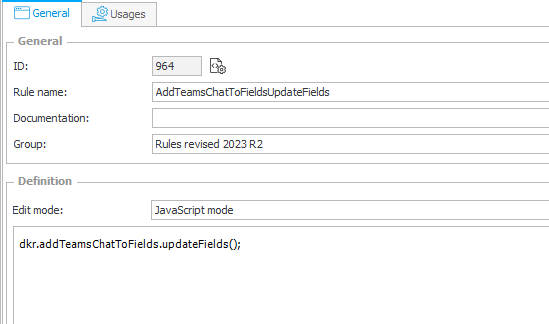 General
Usages
General
ID: 964
Rule name: AddTeamsChatToFieldsUpdateFields
Documentation:
Group: Rules revised 2023 R2
Definition
Edit mode: JavaScript mode
dkr.addTeamsChatToFields.updateFields();